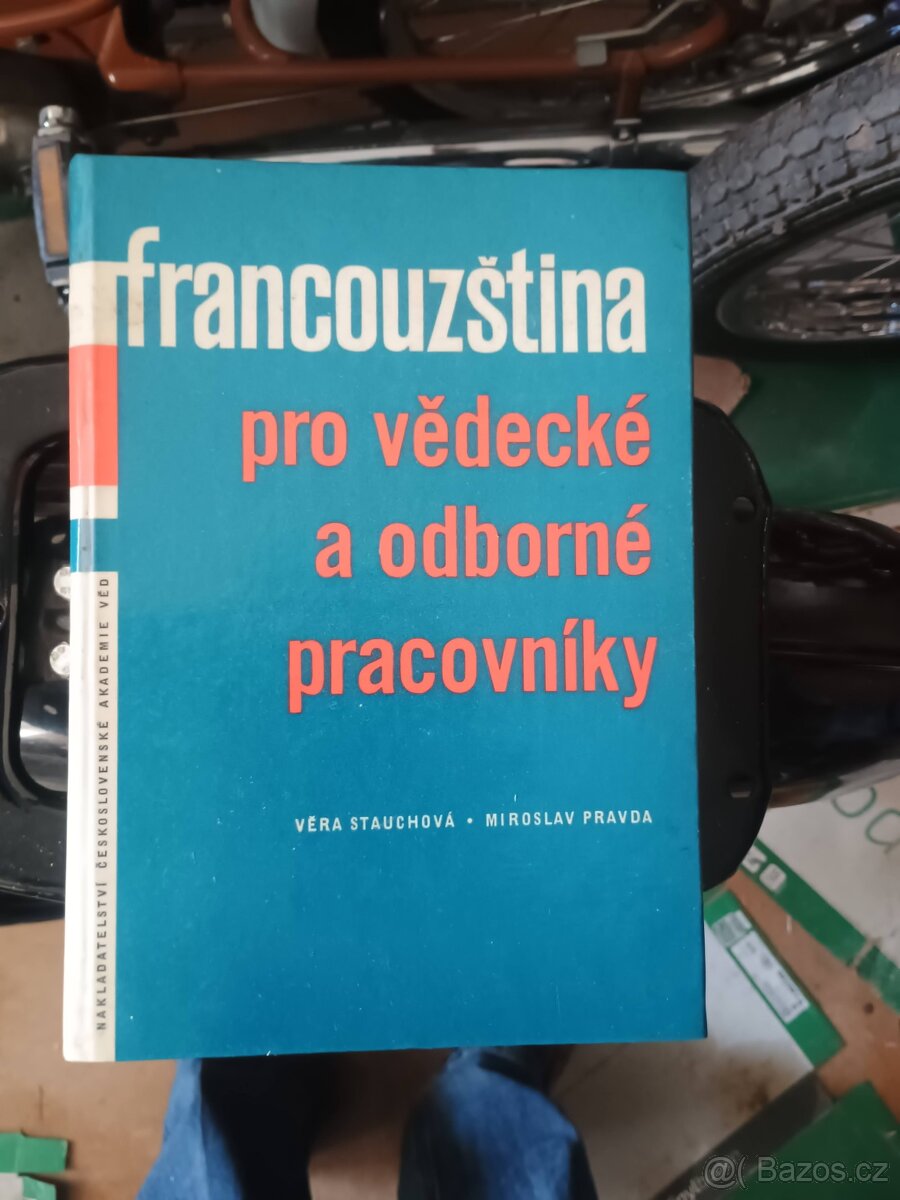 francouzština
pro vědecké
a odborné
pracovníky
VĚRA STAUCHOVÁ • MIROSLAV PRAVDA
NAKLADATELSTVÍ ČESKOSLOVENSKÉ AKADEMIE VĚD
@( Bazos.cz